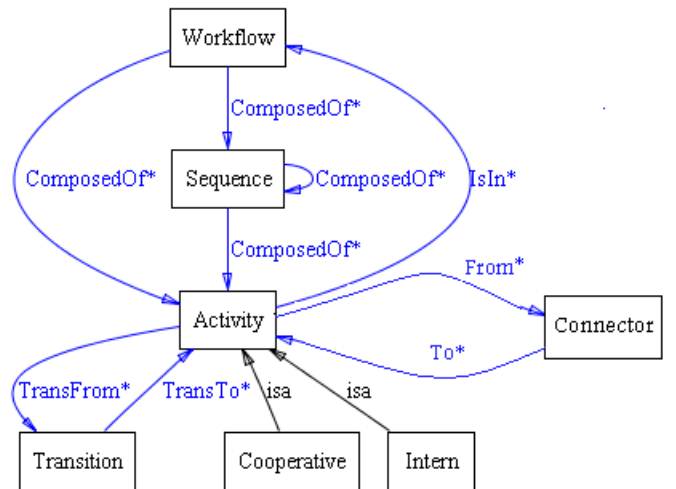 Workflow
ComposedOf*
ComposedOf*
Sequence
ComposedOf*
IsIn*
ComposedOf*
From*
Activity
Connector
To*
TransFrom*
TransTo*
isa
isa
Transition
Cooperative
Intern